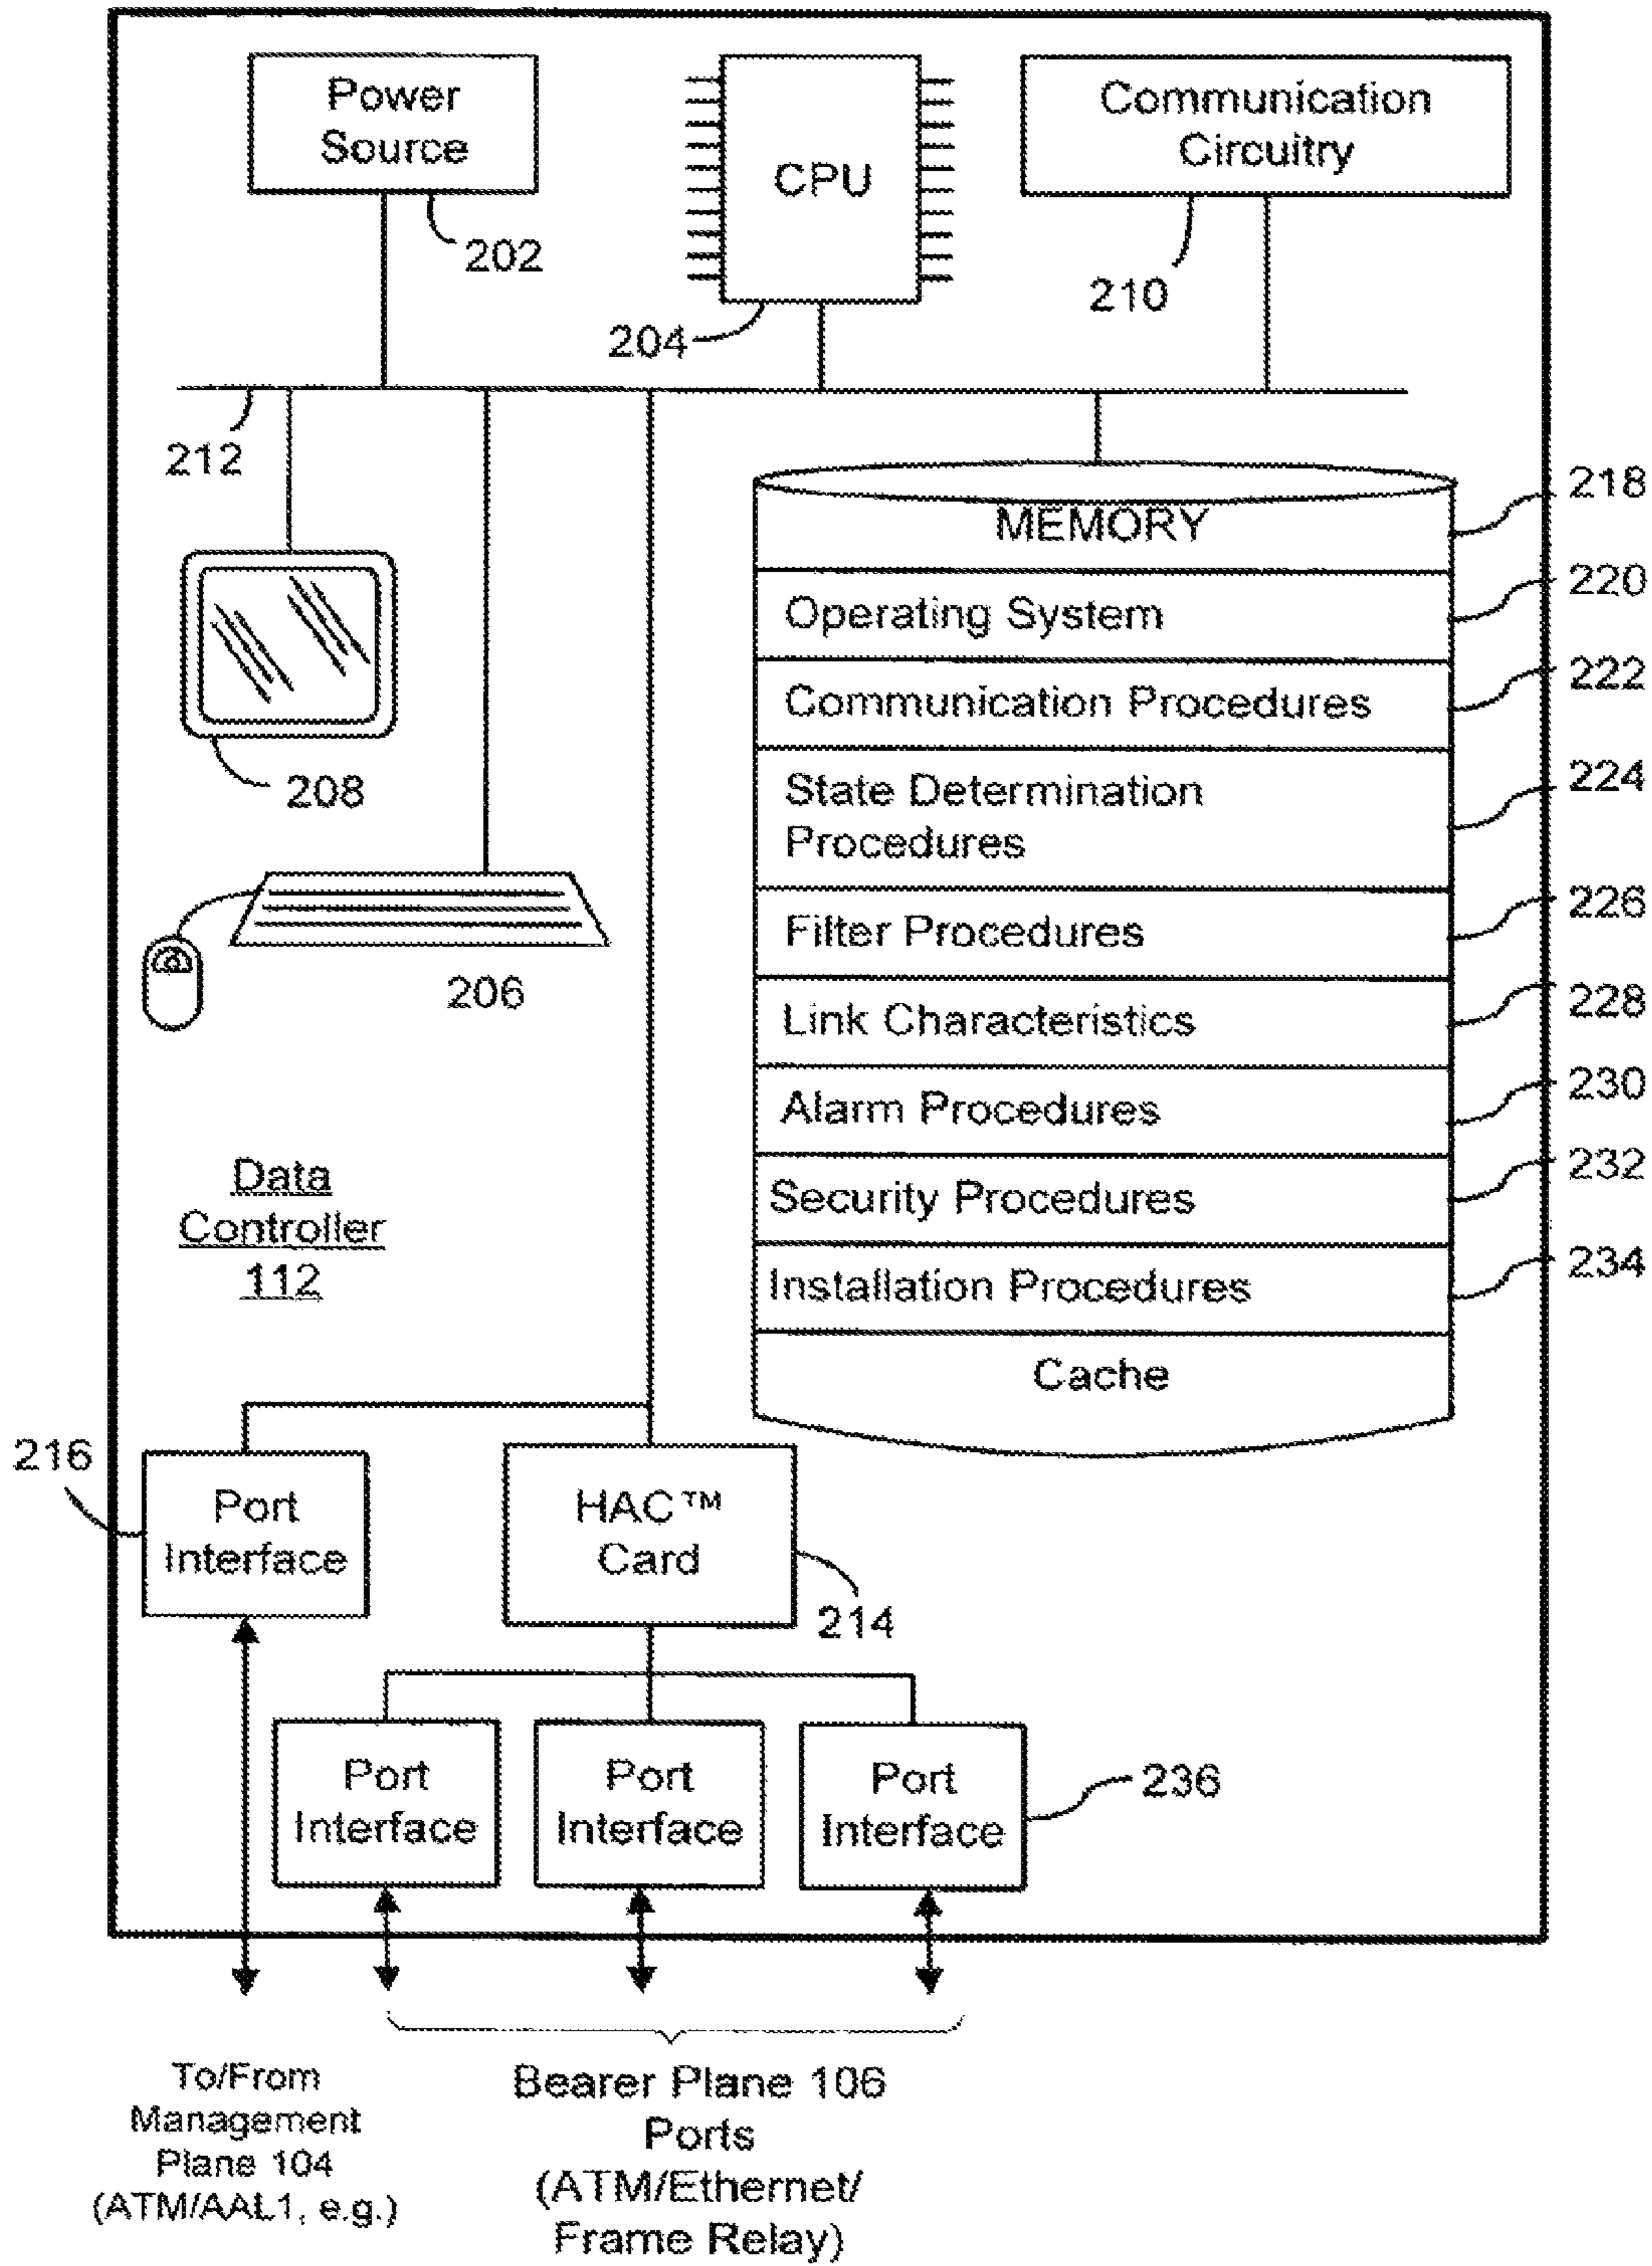 Power
Source
202
CPU
204
Communication
Circuitry
210
212
208
206
MEMORY
218
Operating System
220
Communication Procedures
222
State Determination
Procedures
224
Filter Procedures
226
Link Characteristics
228
Alarm Procedures
230
Security Procedures
232
Installation Procedures
234
Cache
Data
Controller
112
216
Port
Interface
HAC™
Card
214
Port
Interface
Port
Interface
Port
Interface
236
To/From
Management
Plane 104
(ATM/AAL1, e.g.)
Bearer Plane 106
Ports
(ATM/Ethernet/
Frame Relay)